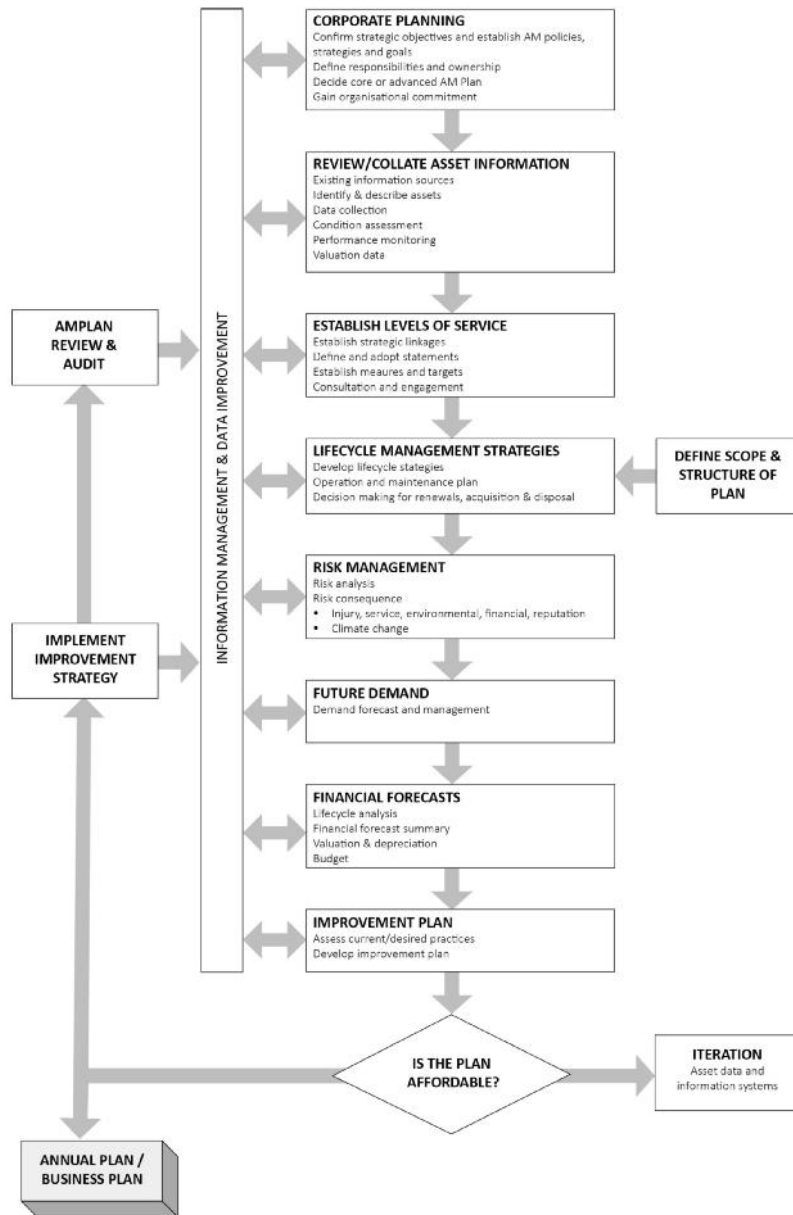 CORPORATE PLANNING
Confirm strategic objectives and establish AM policies,
strategies and goals
Define responsibilities and ownership
Decide core or advanced AM Plan
Gain organisational commitment
REVIEW/COLLATE ASSET INFORMATION
Existing information sources
Identify & describe assets
Data collection
Condition assessment
Performance monitoring
Valuation data
INFORMATION MANAGEMENT & DATA IMPROVEMENT
AMPLAN
REVIEW &
AUDIT
ESTABLISH LEVELS OF SERVICE
Establish strategic linkages
Define and adopt statements
Establish measures and targets
Consultation and engagement
LIFECYCLE MANAGEMENT STRATEGIES
Develop lifecycle stategies
Operation and maintenance plan
Decision making for renewals, acquisition & disposal
DEFINE SCOPE &
STRUCTURE OF
PLAN
RISK MANAGEMENT
Risk analysis
Risk consequence
• Injury, service, environmental, financial, reputation
• Climate change
IMPLEMENT
IMPROVEMENT
STRATEGY
FUTURE DEMAND
Demand forecast and management
FINANCIAL FORECASTS
Lifecycle analysis
Financial forecast summary
Valuation & depreciation
Budget
IMPROVEMENT PLAN
Assess current/desired practices
Develop improvement plan
IS THE PLAN
AFFORDABLE?
ITERATION
Asset data and
information systems
ANNUAL PLAN /
BUSINESS PLAN